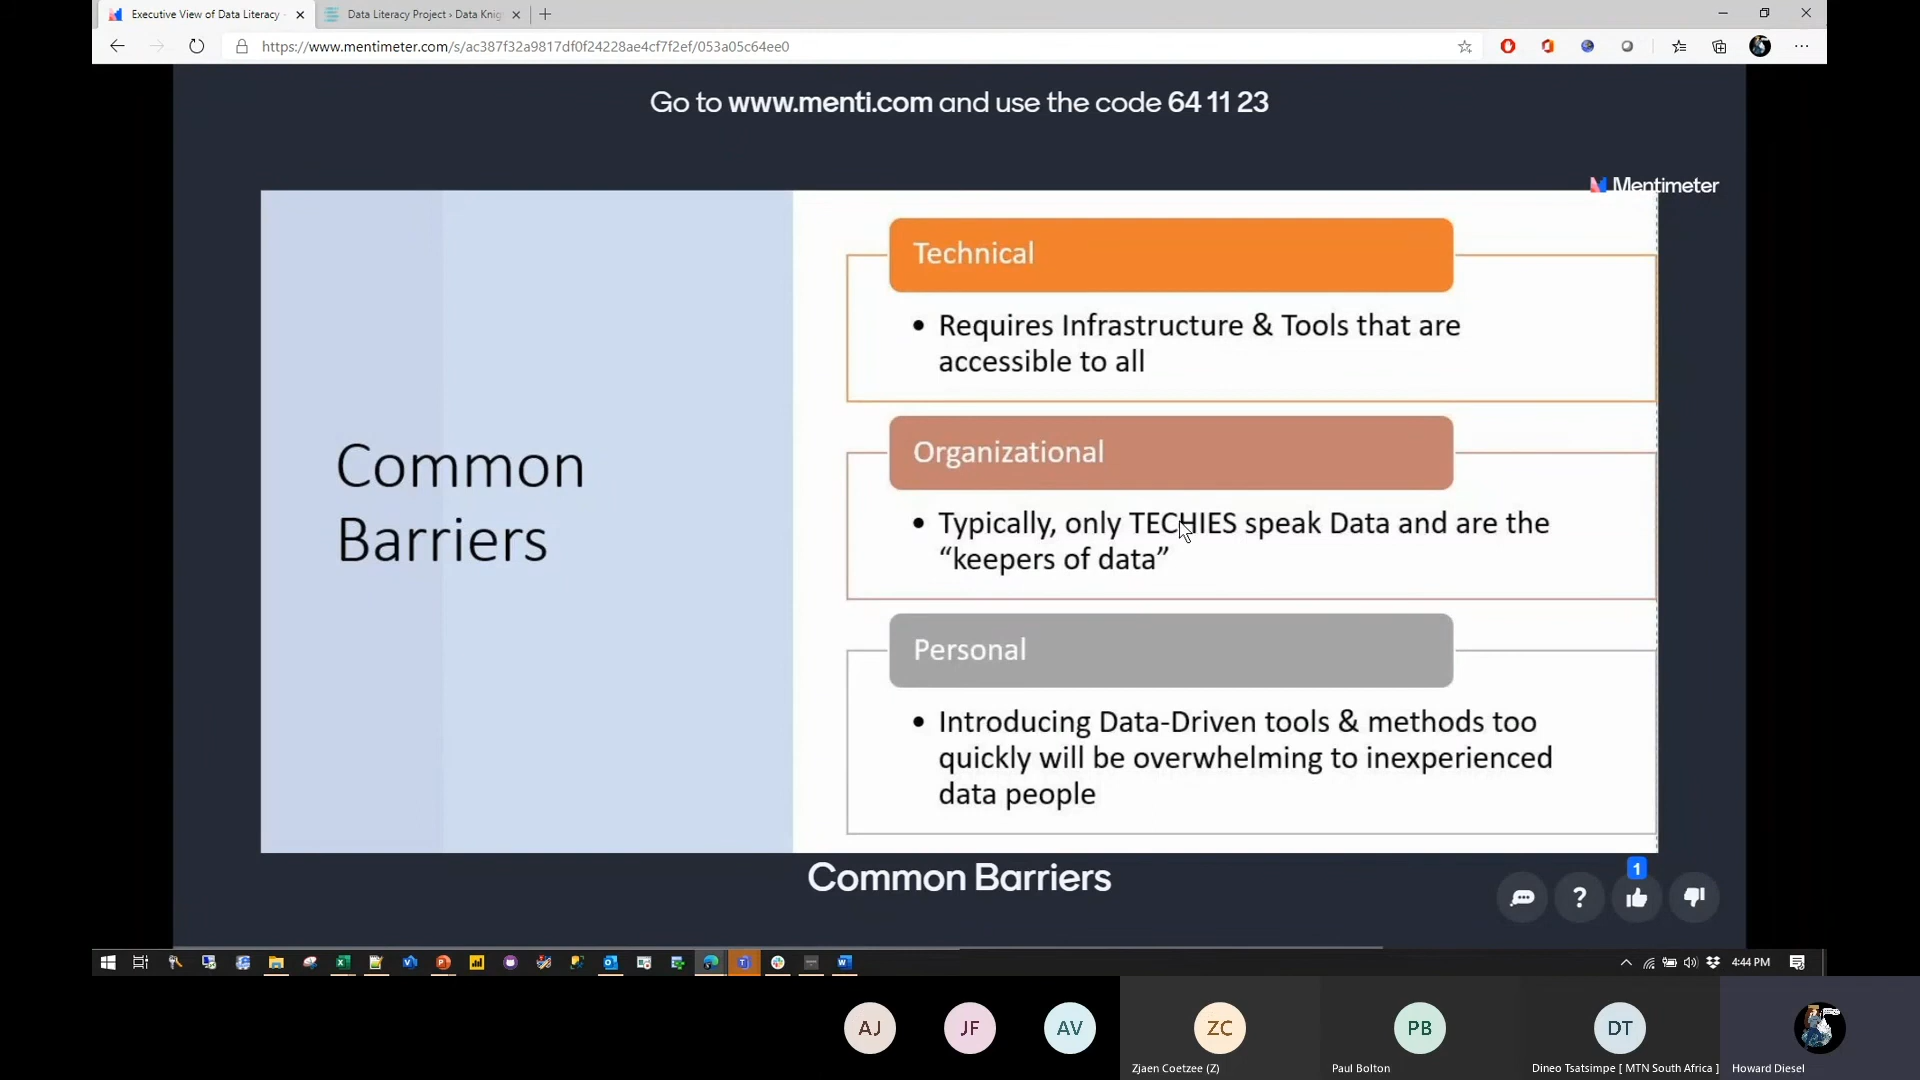 Executive View of Data Literacy
Data Literacy Project › Data Knig
https://www.mentimeter.com/s/ac387f32a9817df0f24228ae4cf7f2ef/053a05c64ee0
Go to www.menti.com and use the code 64 11 23
Mentimeter
Common
Barriers
Technical
• Requires Infrastructure & Tools that are
accessible to all
Organizational
• Typically, only TECHIES speak Data and are the
“keepers of data”
Personal
• Introducing Data-Driven tools & methods too
quickly will be overwhelming to inexperienced
data people
Common Barriers
1
?
4:44 PM
AJ
JF
AV
ZC
PB
DT
Zjaen Coetzee (Z)
Paul Bolton
Dineo Tsatsimpe [ MTN South Africa ]
Howard Diesel